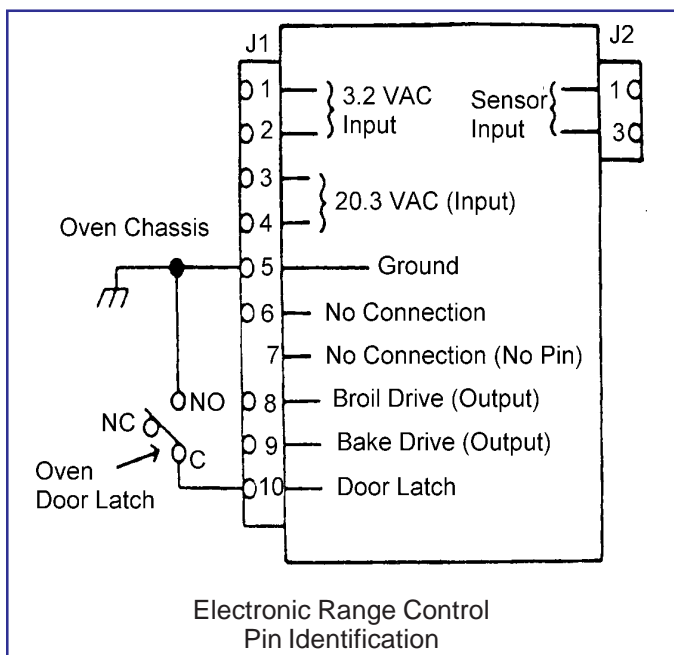 J1
J2
1
3.2 VAC
Input
2
Sensor
Input
1
3
3
20.3 VAC (Input)
4
Oven Chassis
5
Ground
6
No Connection
7
No Connection (No Pin)
NO
8
Broil Drive (Output)
NC
9
Bake Drive (Output)
C
Oven
Door Latch
10
Door Latch
Electronic Range Control
Pin Identification